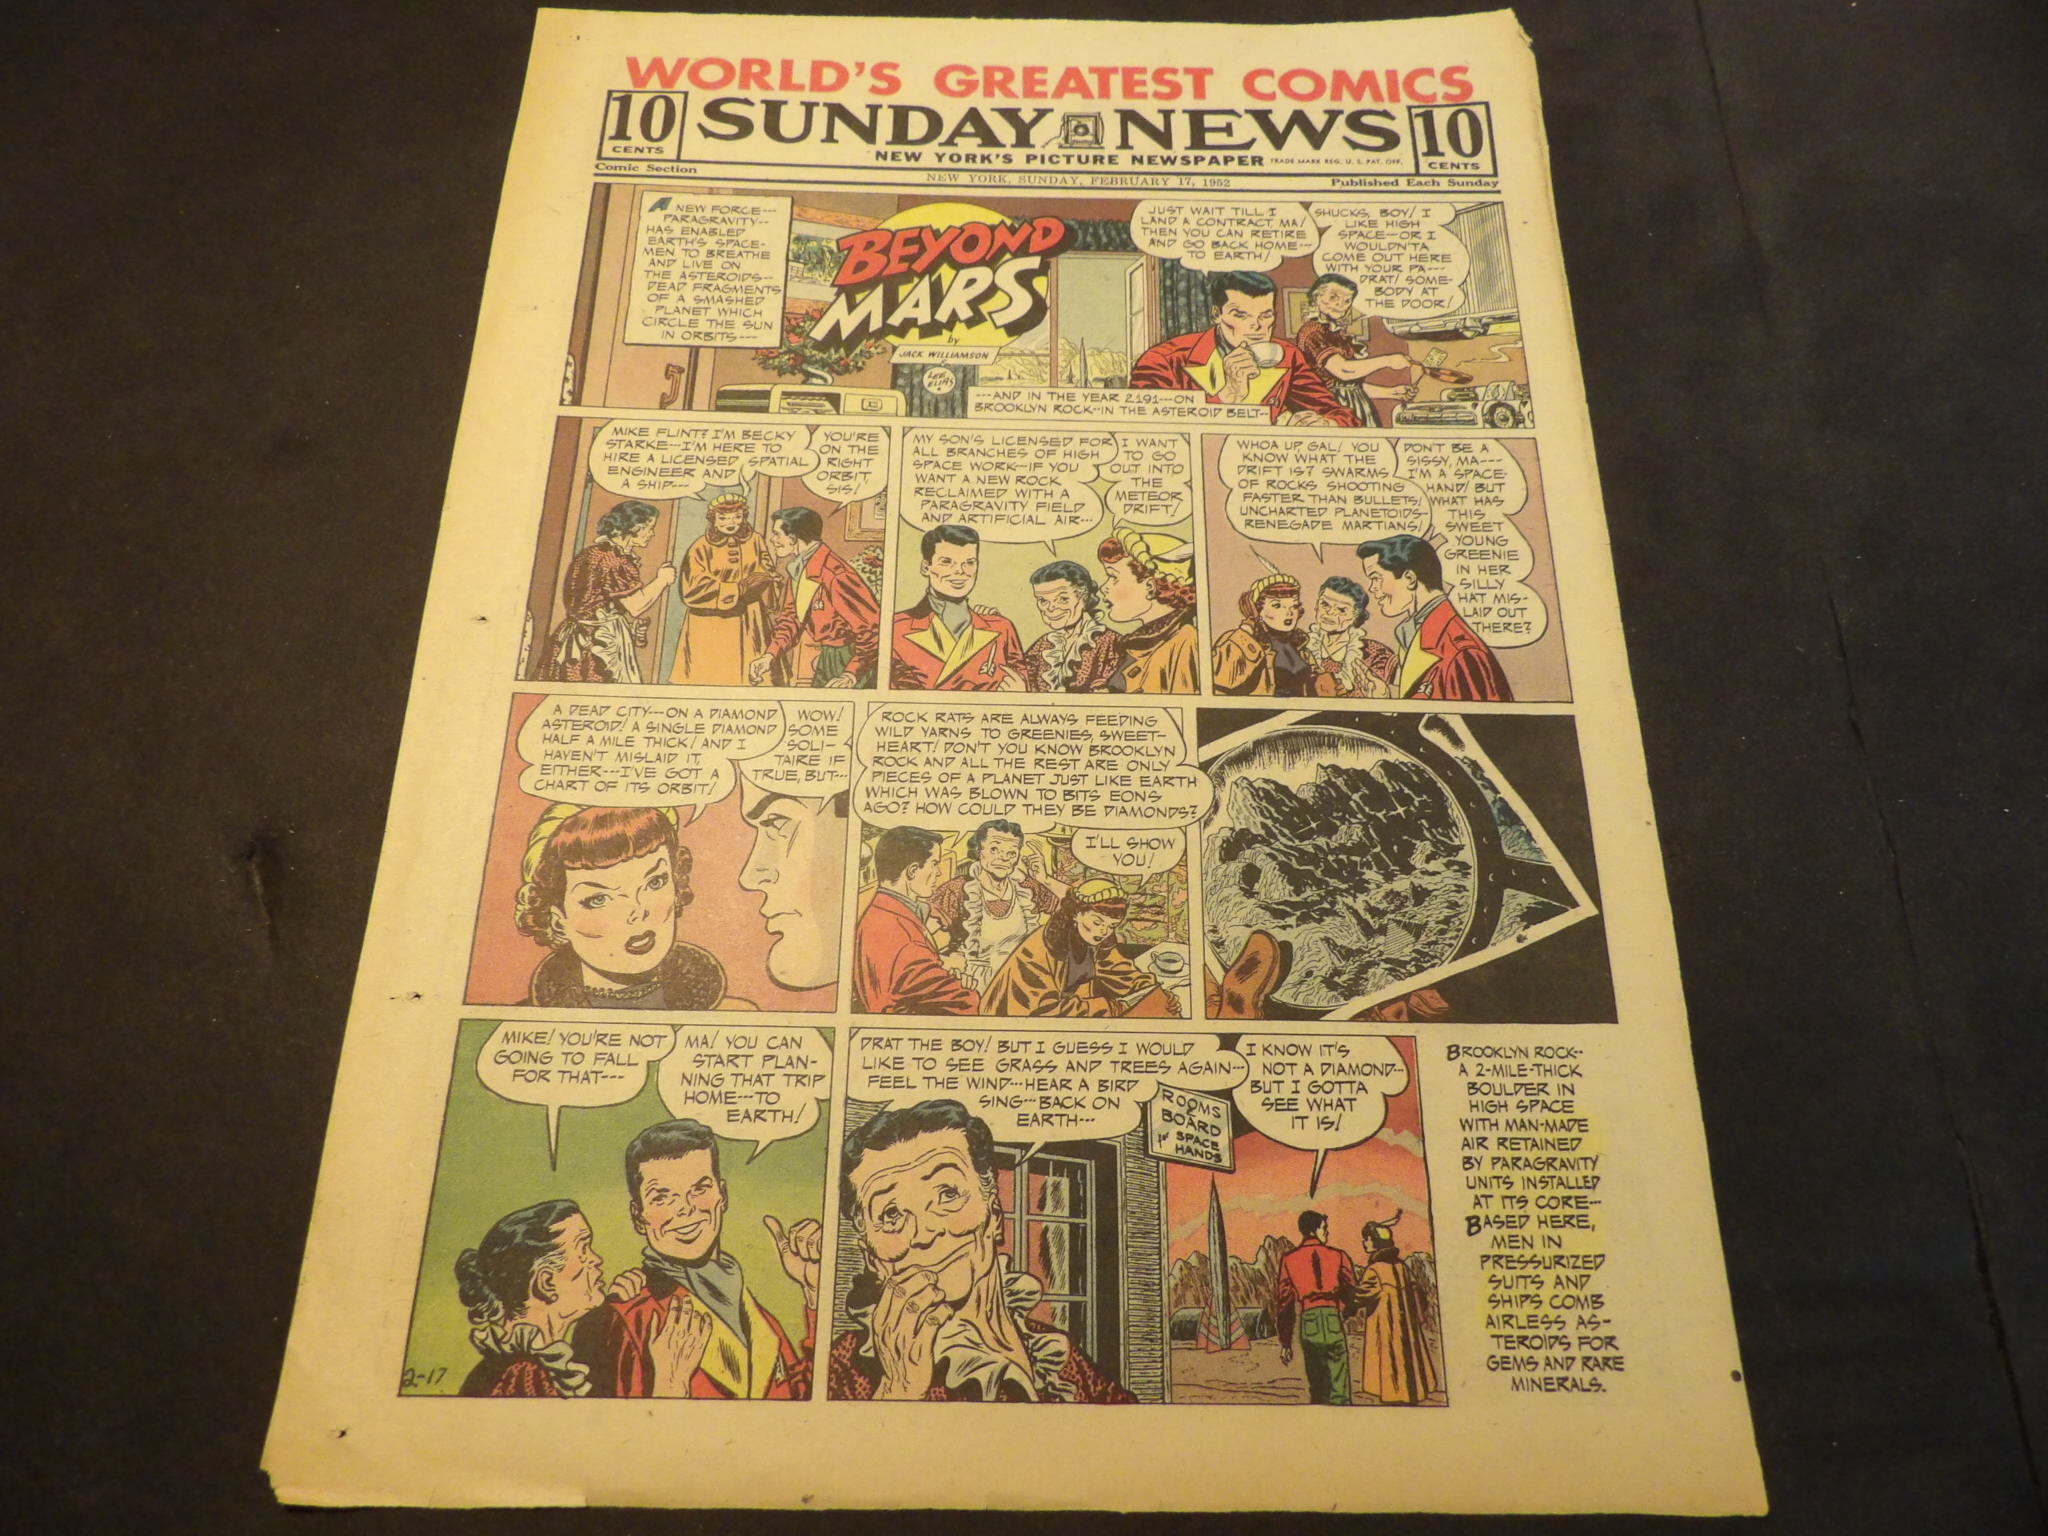 WORLD'S GREATEST COMICS
10 CENTS
SUNDAY NEWS
10 CENTS
NEW YORK'S PICTURE NEWSPAPER TRADE MARK REG. U. S. PAT. OFF.
Comic Section
NEW YORK, SUNDAY, FEBRUARY 17, 1952
Published Each Sunday
A NEW FORCE---
PARAGRAVITY--
HAS ENABLED
EARTH'S SPACE-
MEN TO BREATHE
AND LIVE ON
THE ASTEROIDS--
DEAD FRAGMENTS
OF A SMASHED
PLANET WHICH
CIRCLE THE SUN
IN ORBITS---
BEYOND
MARS
by
JACK WILLIAMSON
&
LEE
ELIAS
---AND IN THE YEAR 2191---ON
BROOKLYN ROCK--IN THE ASTEROID BELT--
JUST WAIT TILL I
LAND A CONTRACT, MA!
THEN YOU CAN RETIRE
AND GO BACK HOME---
TO EARTH!
SHUCKS, BOY! I
LIKE HIGH
SPACE--OR I
WOULDN'TA
COME OUT HERE
WITH YOUR PA---
DRAT! SOME-
BODY AT
THE DOOR!
MIKE FLINT? I'M BECKY
STARKE---I'M HERE TO
HIRE A LICENSED SPATIAL
ENGINEER AND
A SHIP---
YOU'RE
ON THE
RIGHT
ORBIT,
SIS!
MY SON'S LICENSED FOR
ALL BRANCHES OF HIGH
SPACE WORK--IF YOU
WANT A NEW ROCK
RECLAIMED WITH A
PARAGRAVITY FIELD
AND ARTIFICIAL AIR---
I WANT
TO GO
OUT INTO
THE
METEOR
DRIFT!
WHOA UP, GAL! YOU
KNOW WHAT THE
DRIFT IS? SWARMS
OF ROCKS SHOOTING
FASTER THAN BULLETS!
UNCHARTED PLANETOIDS--
RENEGADE MARTIANS!
DON'T BE A
SISSY, MA----
I'M A SPACE-
HAND! BUT
WHAT HAS
THIS
SWEET
YOUNG
GREENIE
IN HER
SILLY
HAT MIS-
LAID OUT
THERE?
A DEAD CITY---ON A DIAMOND
ASTEROID! A SINGLE DIAMOND
HALF A MILE THICK! AND I
HAVEN'T MISLAID IT,
EITHER---I'VE GOT A
CHART OF ITS ORBIT!
WOW!
SOME
SOLI-
TAIRE IF
TRUE, BUT---
ROCK RATS ARE ALWAYS FEEDING
WILD YARNS TO GREENIES, SWEET-
HEART! DON'T YOU KNOW BROOKLYN
ROCK AND ALL THE REST ARE ONLY
PIECES OF A PLANET JUST LIKE EARTH
WHICH WAS BLOWN TO BITS EONS
AGO? HOW COULD THEY BE DIAMONDS?
I'LL SHOW
YOU!
MIKE! YOU'RE NOT
GOING TO FALL
FOR THAT---
MA! YOU CAN
START PLAN-
NING THAT TRIP
HOME---TO
EARTH!
2-17
DRAT THE BOY! BUT I GUESS I WOULD
LIKE TO SEE GRASS AND TREES AGAIN---
FEEL THE WIND---HEAR A BIRD
SING---BACK ON
EARTH---
ROOMS
&
BOARD
for SPACE
HANDS
I KNOW IT'S
NOT A DIAMOND---
BUT I GOTTA
SEE WHAT
IT IS!
BROOKLYN ROCK--
A 2-MILE-THICK
BOULDER IN
HIGH SPACE
WITH MAN-MADE
AIR RETAINED
BY PARAGRAVITY
UNITS INSTALLED
AT ITS CORE---
BASED HERE,
MEN IN
PRESSURIZED
SUITS AND
SHIPS COMB
AIRLESS AS-
TEROIDS FOR
GEMS AND RARE
MINERALS.